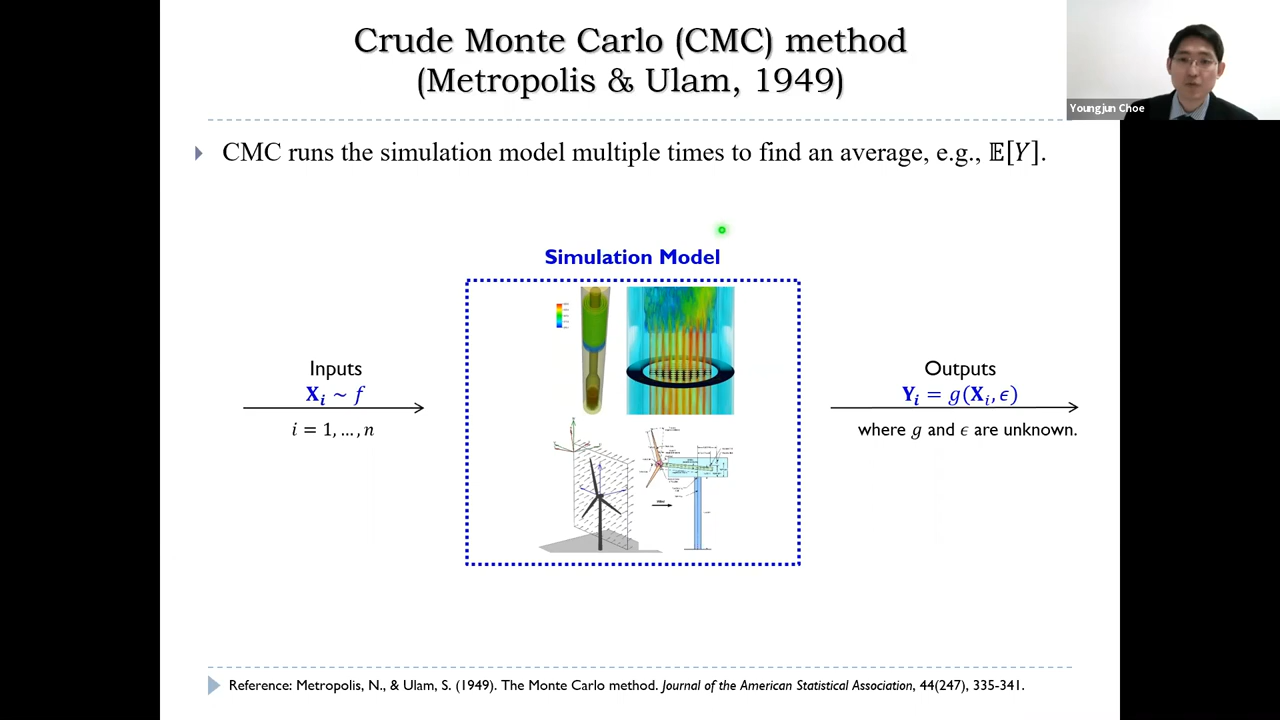 Crude Monte Carlo (CMC) method
(Metropolis & Ulam, 1949)
Youngjun Choe
CMC runs the simulation model multiple times to find an average, e.g., 𝔼[Y].
Simulation Model
Inputs
Xᵢ ~ f
i = 1, …, n
Outputs
Yᵢ = g(Xᵢ, ϵ)
where g and ϵ are unknown.
Reference: Metropolis, N., & Ulam, S. (1949). The Monte Carlo method. Journal of the American Statistical Association, 44(247), 335-341.